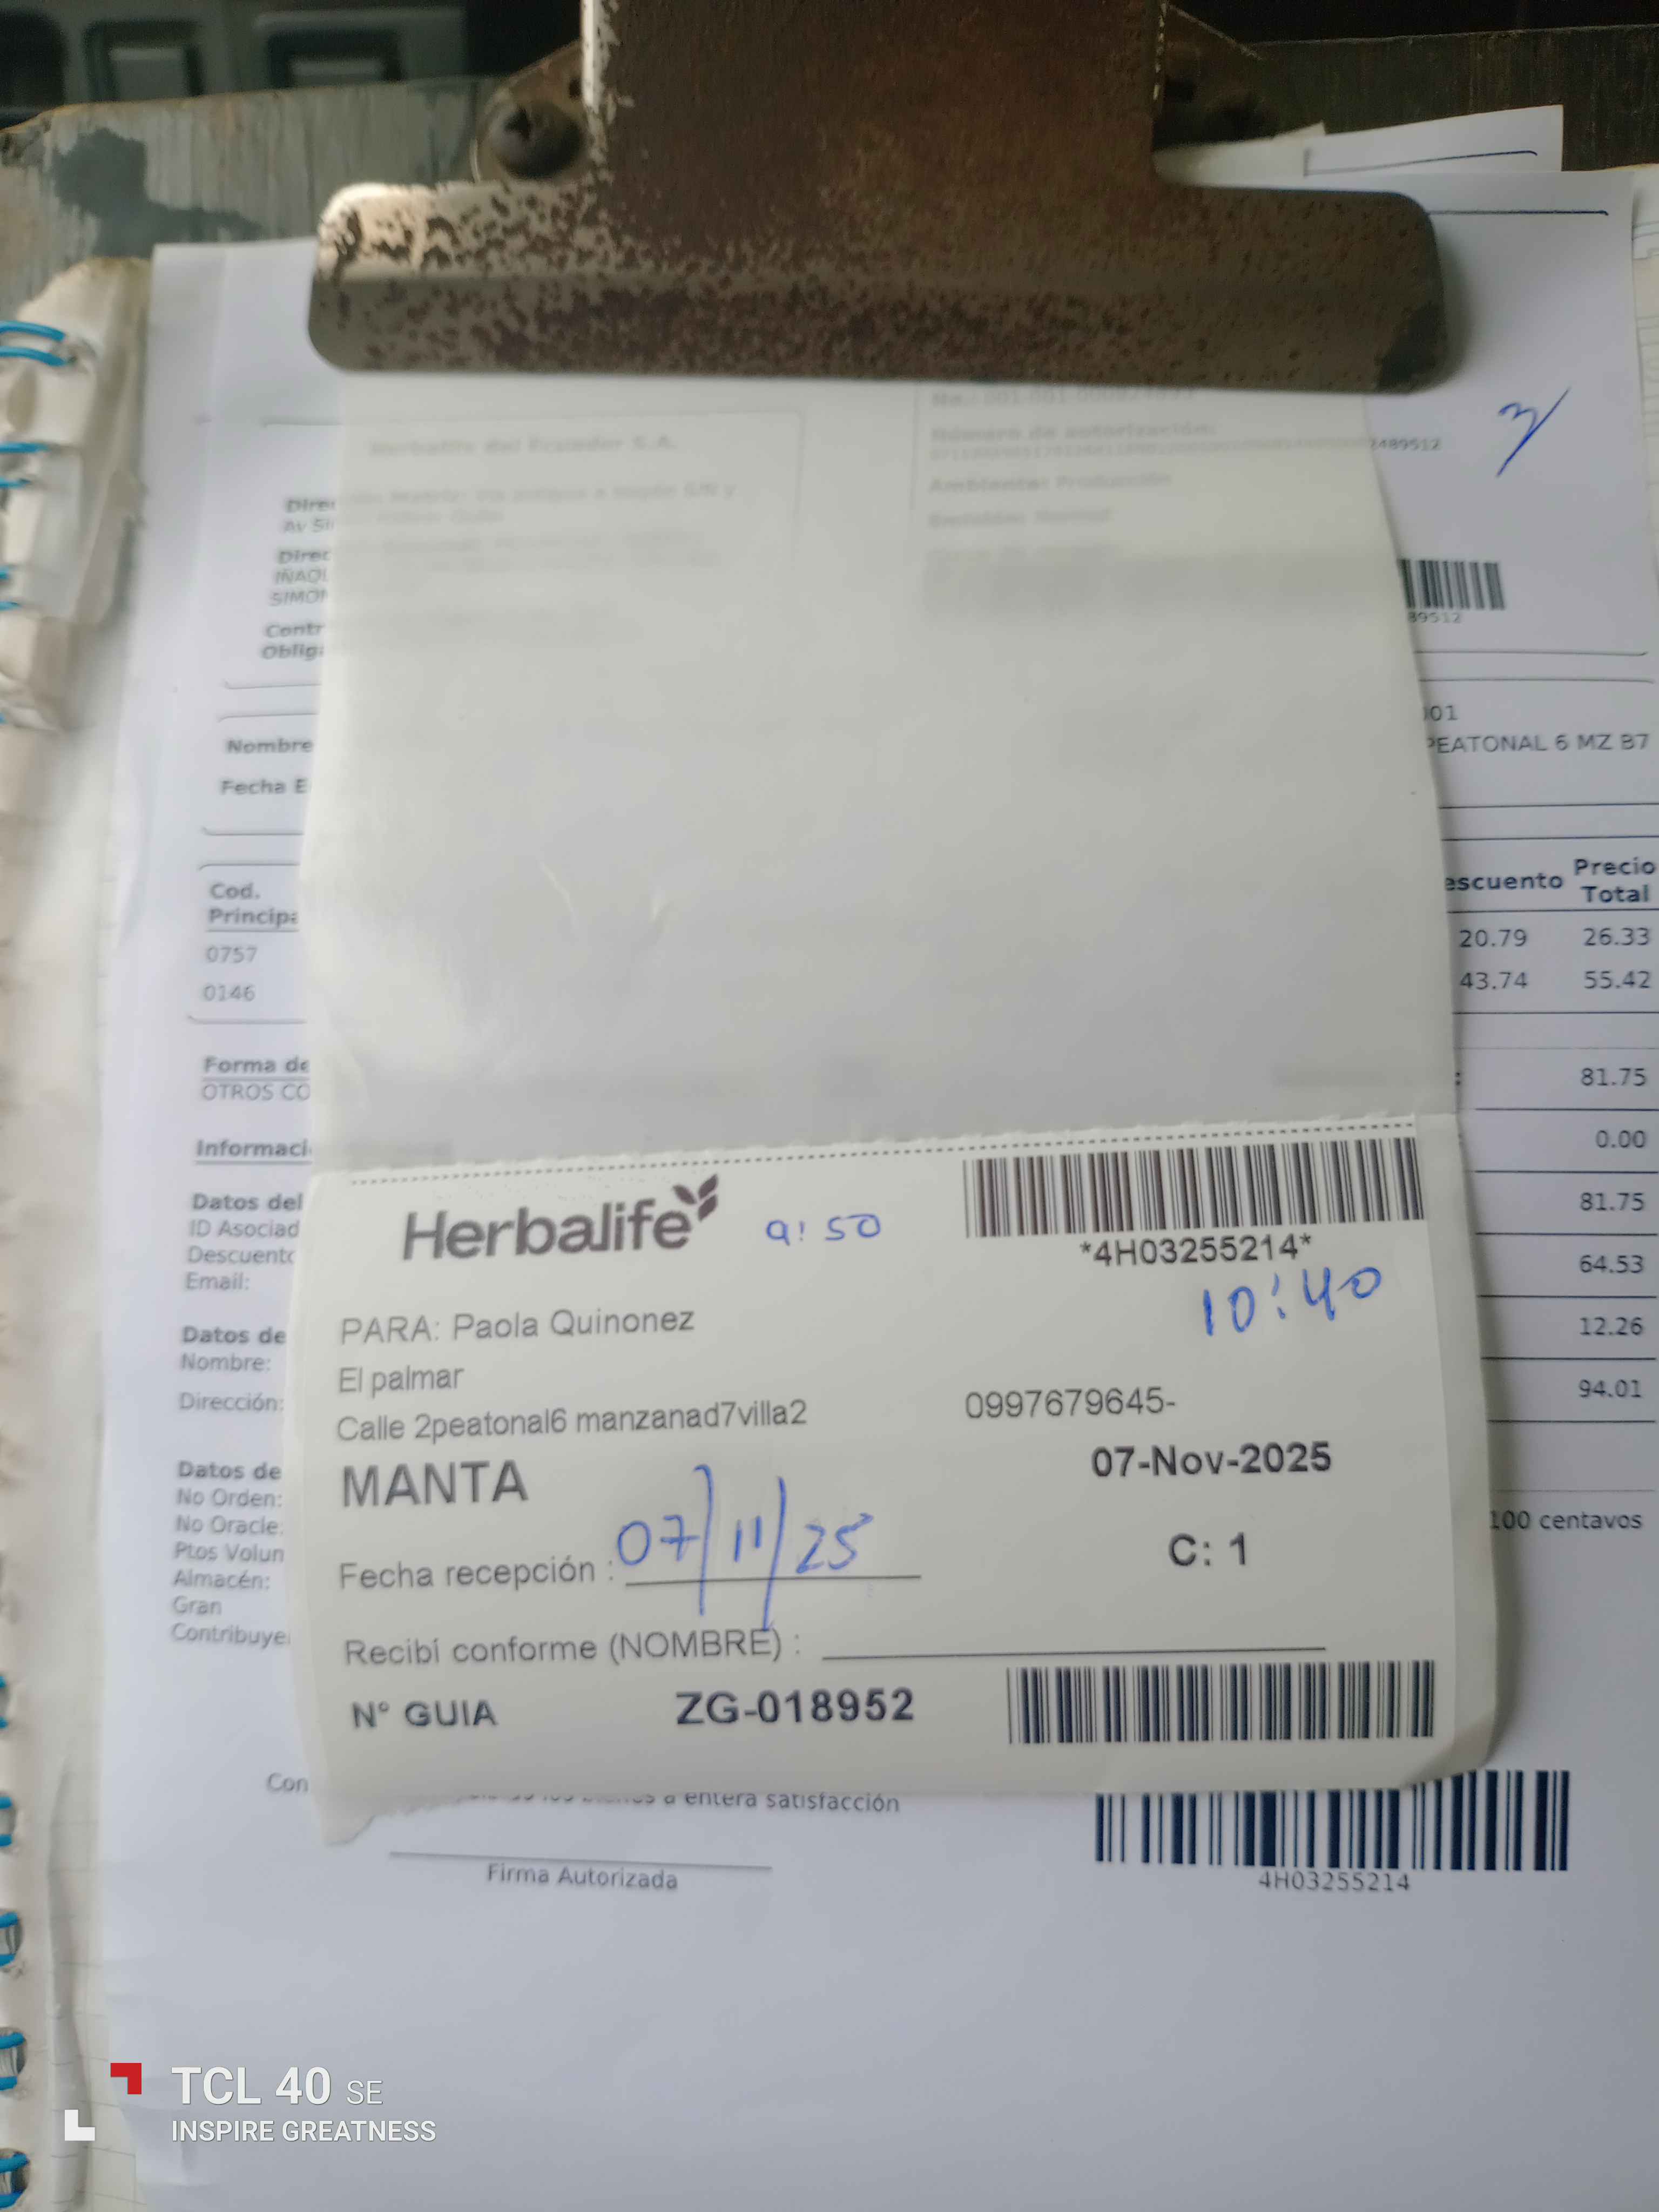 2489512
3/
Dire
Av Si
Direc
IÑAQL
SIMON
89512
Contr
Oblig
001
Nombre
PEATONAL 6 MZ B7
Fecha E
Cod.
Principa
escuento
Precio
Total
0757
20.79 26.33
0146
43.74 55.42
Forma de
OTROS CO
: 81.75
0.00
Informaci
Datos del
ID Asociad
Descuento
Email:
81.75
64.53
Datos de
Nombre:
12.26
Dirección:
94.01
Datos de
No Orden:
No Oracle:
Ptos Volun
Almacén:
Gran
Contribuye
100 centavos
Herbalife
9:50
*4H03255214*
10:40
PARA: Paola Quinonez
El palmar
Calle 2peatonal6 manzanad7villa2
0997679645-
MANTA
07-Nov-2025
Fecha recepción : 07/11/25
C: 1
Recibí conforme (NOMBRE) :
N° GUIA ZG-018952
Con
a entera satisfacción
Firma Autorizada
4H03255214
TCL 40 SE
INSPIRE GREATNESS